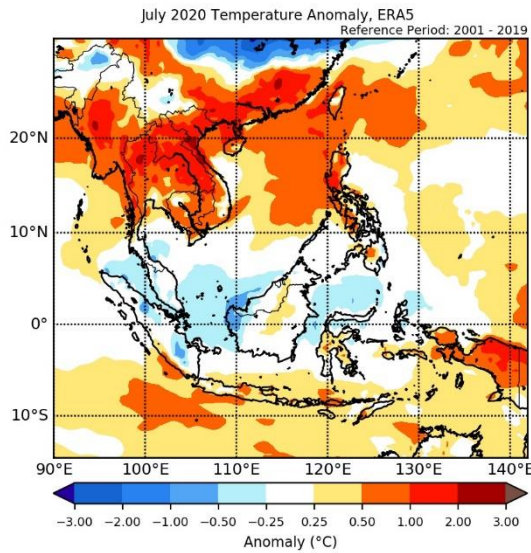 July 2020 Temperature Anomaly, ERA5
Reference Period: 2001 - 2019
20°N
10°N
0°
10°S
90°E 100°E 110°E 120°E 130°E 140°E
−3.00 −2.00 −1.00 −0.50 −0.25 0.25 0.50 1.00 2.00 3.00
Anomaly (°C)